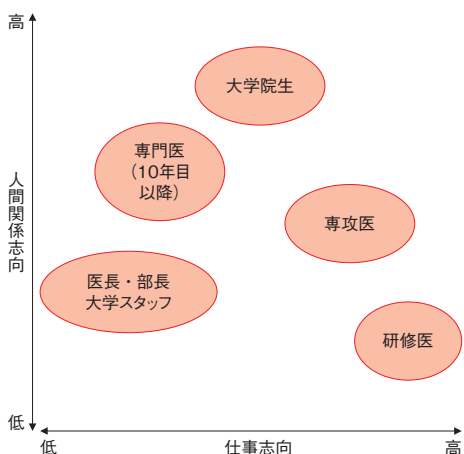 高
大学院生
専門医
(10年目
以降)
人間関係志向
専攻医
医長・部長
大学スタッフ
研修医
低
低
仕事志向
高